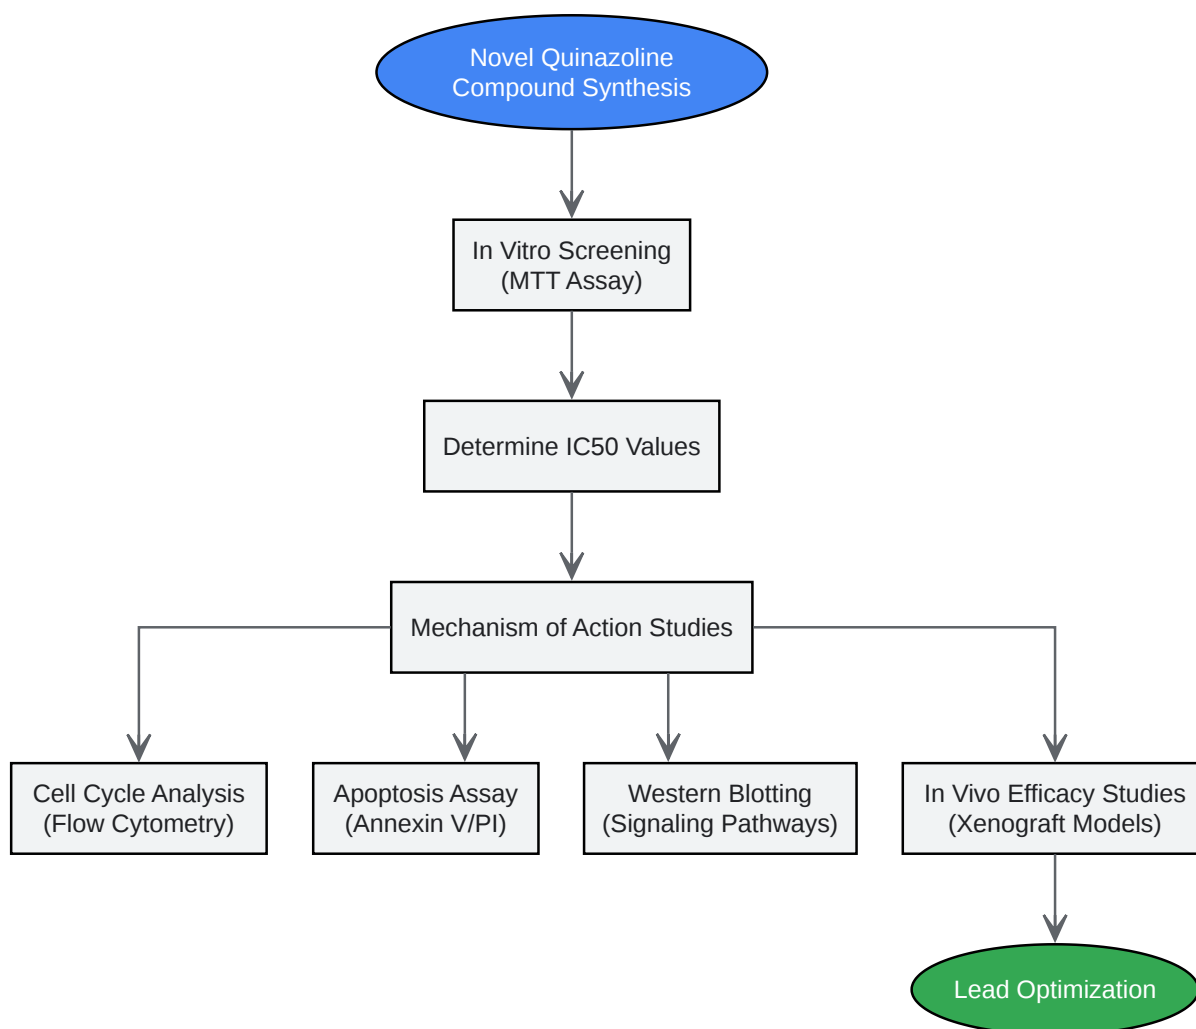 Novel Quinazoline
Compound Synthesis
In Vitro Screening
(MTT Assay)
Determine IC50 Values
Mechanism of Action Studies
Cell Cycle Analysis
(Flow Cytometry)
Apoptosis Assay
(Annexin V/PI)
Western Blotting
(Signaling Pathways)
In Vivo Efficacy Studies
(Xenograft Models)
Lead Optimization